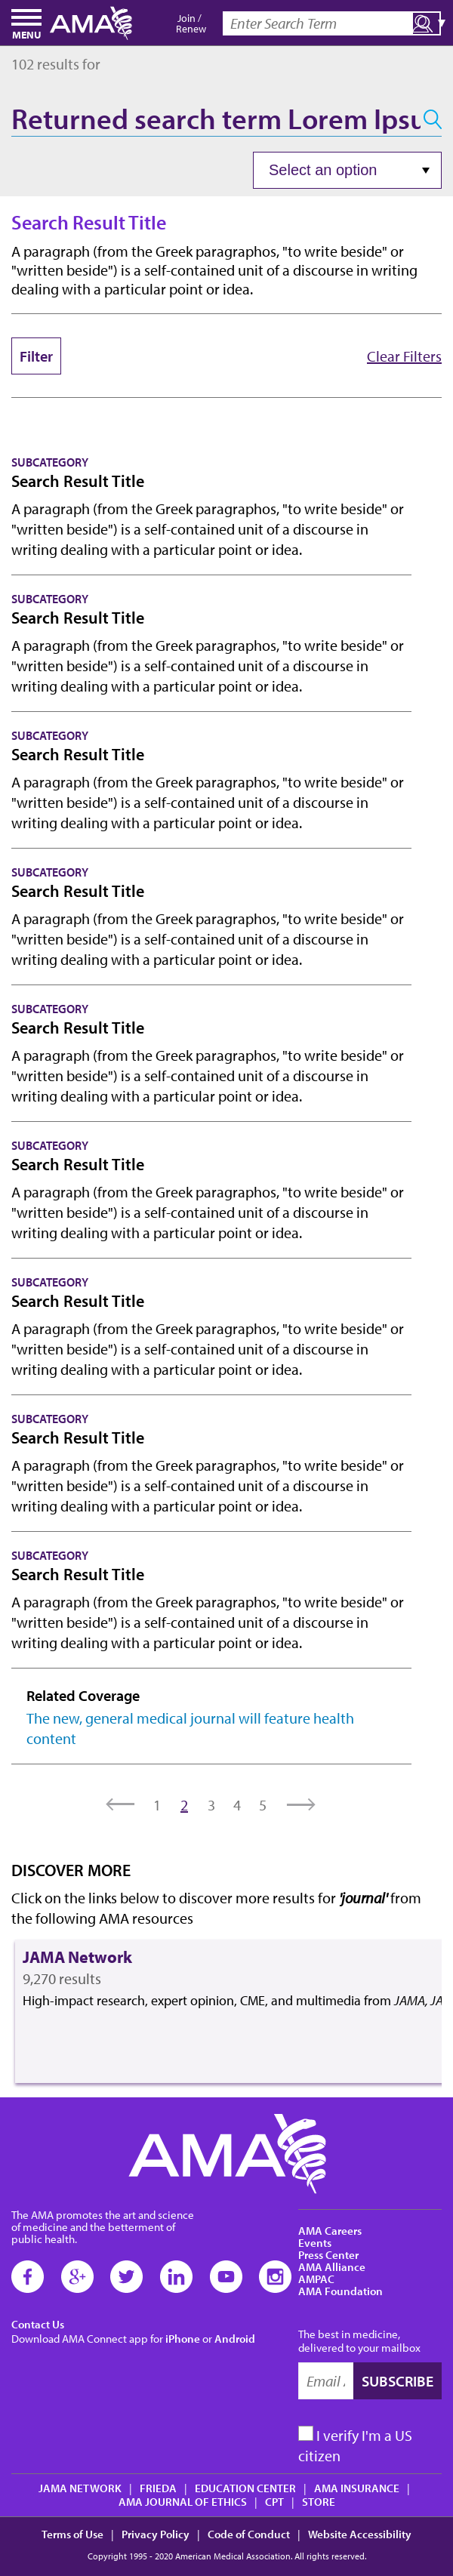 MENU
AMA
Join /
Renew
Enter Search Term
102 results for
Returned search term Lorem Ipsu
Select an option
Search Result Title
A paragraph (from the Greek paragraphos, "to write beside" or
"written beside") is a self-contained unit of a discourse in writing
dealing with a particular point or idea.
Filter
Clear Filters
SUBCATEGORY
Search Result Title
A paragraph (from the Greek paragraphos, "to write beside" or
"written beside") is a self-contained unit of a discourse in
writing dealing with a particular point or idea.
SUBCATEGORY
Search Result Title
A paragraph (from the Greek paragraphos, "to write beside" or
"written beside") is a self-contained unit of a discourse in
writing dealing with a particular point or idea.
SUBCATEGORY
Search Result Title
A paragraph (from the Greek paragraphos, "to write beside" or
"written beside") is a self-contained unit of a discourse in
writing dealing with a particular point or idea.
SUBCATEGORY
Search Result Title
A paragraph (from the Greek paragraphos, "to write beside" or
"written beside") is a self-contained unit of a discourse in
writing dealing with a particular point or idea.
SUBCATEGORY
Search Result Title
A paragraph (from the Greek paragraphos, "to write beside" or
"written beside") is a self-contained unit of a discourse in
writing dealing with a particular point or idea.
SUBCATEGORY
Search Result Title
A paragraph (from the Greek paragraphos, "to write beside" or
"written beside") is a self-contained unit of a discourse in
writing dealing with a particular point or idea.
SUBCATEGORY
Search Result Title
A paragraph (from the Greek paragraphos, "to write beside" or
"written beside") is a self-contained unit of a discourse in
writing dealing with a particular point or idea.
SUBCATEGORY
Search Result Title
A paragraph (from the Greek paragraphos, "to write beside" or
"written beside") is a self-contained unit of a discourse in
writing dealing with a particular point or idea.
SUBCATEGORY
Search Result Title
A paragraph (from the Greek paragraphos, "to write beside" or
"written beside") is a self-contained unit of a discourse in
writing dealing with a particular point or idea.
Related Coverage
The new, general medical journal will feature health
content
1 2 3 4 5
DISCOVER MORE
Click on the links below to discover more results for 'journal' from
the following AMA resources
JAMA Network
9,270 results
High-impact research, expert opinion, CME, and multimedia from JAMA, JA
AMA
The AMA promotes the art and science
of medicine and the betterment of
public health.
Contact Us
Download AMA Connect app for iPhone or Android
AMA Careers
Events
Press Center
AMA Alliance
AMPAC
AMA Foundation
The best in medicine,
delivered to your mailbox
Email SUBSCRIBE
I verify I'm a US
citizen
JAMA NETWORK | FRIEDA | EDUCATION CENTER | AMA INSURANCE |
AMA JOURNAL OF ETHICS | CPT | STORE
Terms of Use | Privacy Policy | Code of Conduct | Website Accessibility
Copyright 1995 - 2020 American Medical Association. All rights reserved.